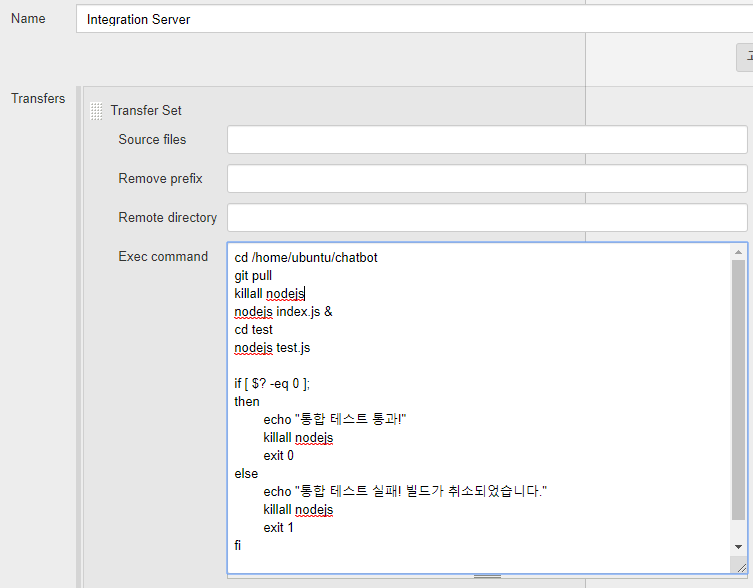 Name
Integration Server
Transfers
Transfer Set
Source files
Remove prefix
Remote directory
Exec command
cd /home/ubuntu/chatbot
git pull
killall nodejs
nodejs index.js &
cd test
nodejs test.js
if [ $? -eq 0 ];
then
echo "통합 테스트 통과!"
killall nodejs
exit 0
else
echo "통합 테스트 실패! 빌드가 취소되었습니다."
killall nodejs
exit 1
fi